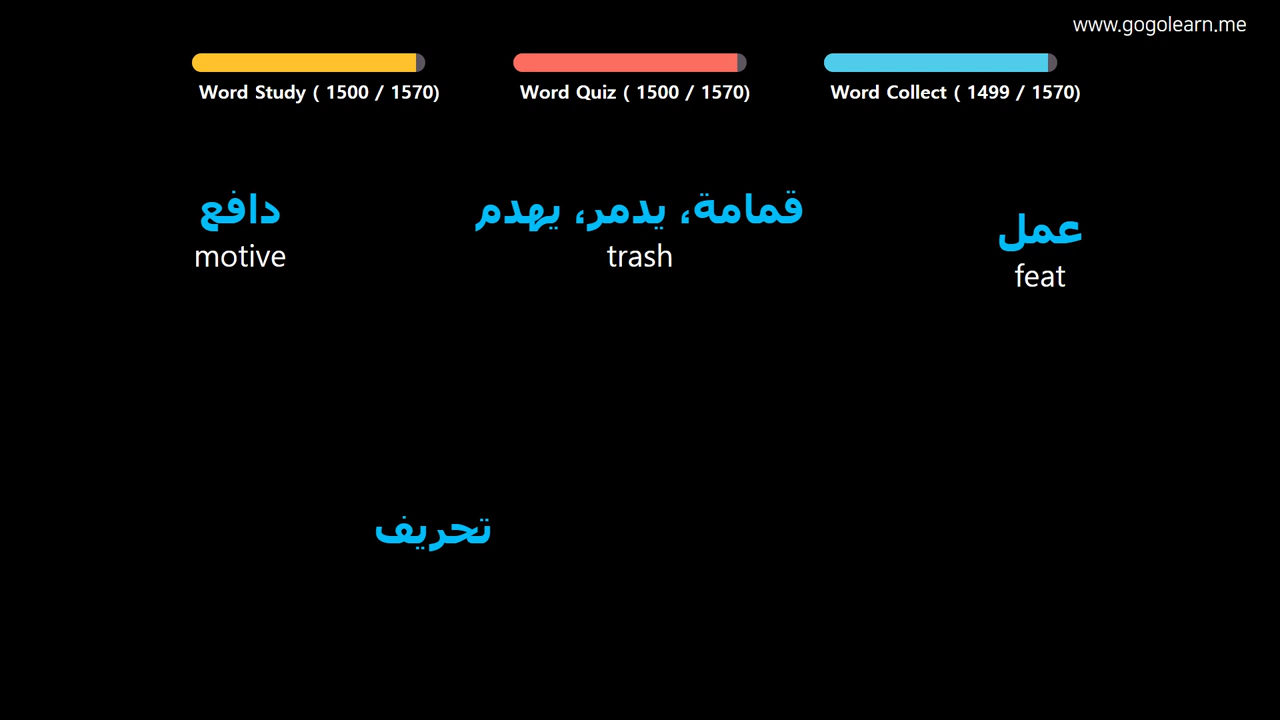 www.gogolearn.me
Word Study ( 1500 / 1570)
Word Quiz ( 1500 / 1570)
Word Collect ( 1499 / 1570)
دافع
motive
قمامة، يدمر، يهدم
trash
عمل
feat
تحريف